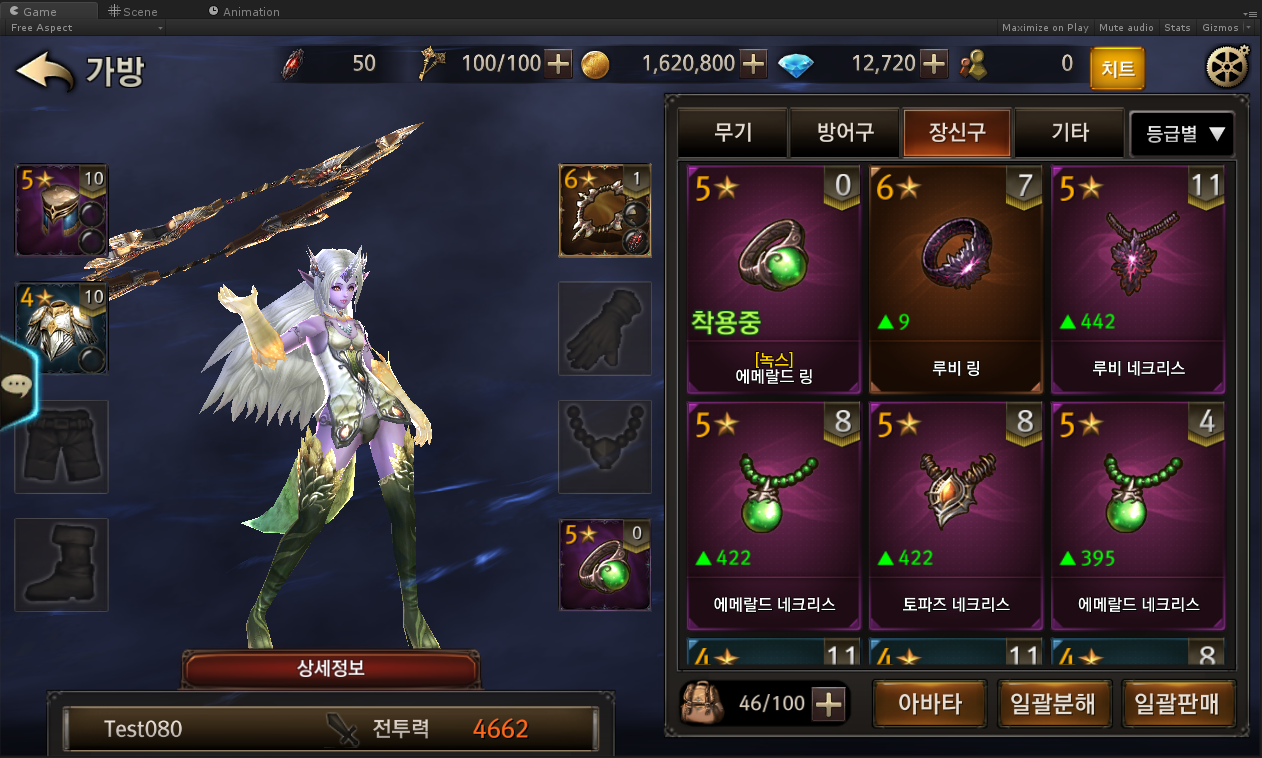 Game
Scene
Animation
Free Aspect
Maximize on Play
Mute audio
Stats
Gizmos
가방
50
100/100
1,620,800
12,720
0
치트
무기
방어구
장신구
기타
등급별 ▼
5 10
6 1
4 10
5 0
5 0
착용중
[녹스]
에메랄드 링
6 7
▲9
루비 링
5 11
▲442
루비 네크리스
5 8
▲422
에메랄드 네크리스
5 8
▲422
토파즈 네크리스
5 4
▲395
에메랄드 네크리스
4 11
4 11
4 8
상세정보
Test080
전투력
4662
46/100
아바타
일괄분해
일괄판매